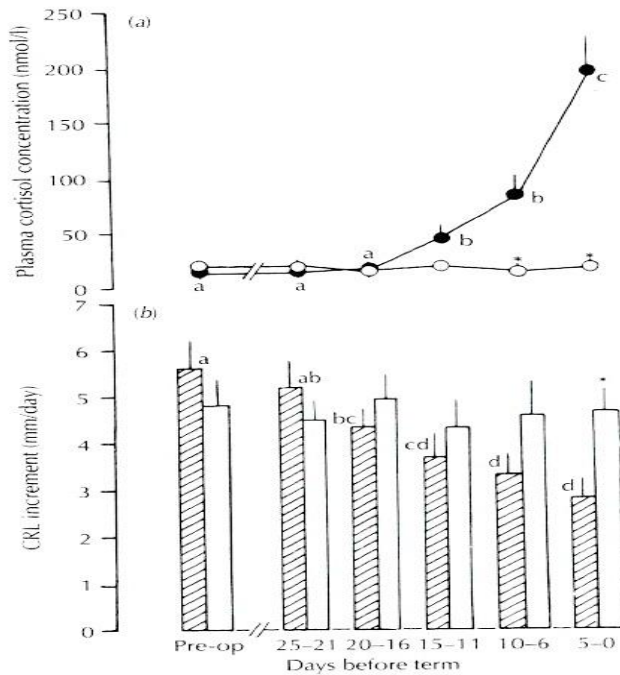 (a)
Plasma cortisol concentration (nmol/l)
250
200
150
100
50
0
a
a
a
b
b
c
*
*
(b)
CRL increment (mm/day)
7
6
5
4
3
2
1
0
a
ab
bc
cd
d
d
*
Pre-op
25–21
20–16
15–11
10–6
5–0
Days before term